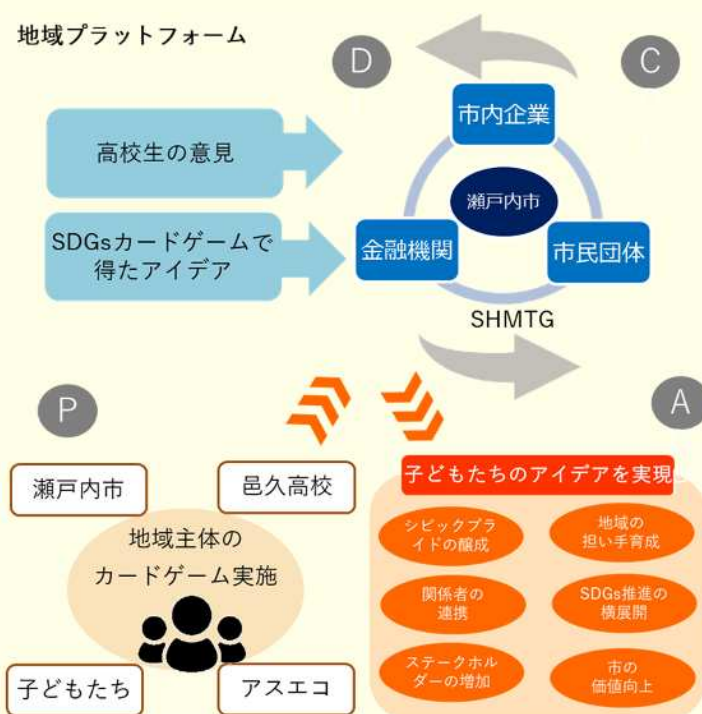 地域プラットフォーム
D
C
市内企業
高校生の意見
瀬戸内市
SDGsカードゲームで
得たアイデア
金融機関
市民団体
SHMTG
P
A
瀬戸内市
邑久高校
地域主体の
カードゲーム実施
子どもたち
アスエコ
子どもたちのアイデアを実現
シビックプラ
イドの醸成
地域の
担い手育成
関係者の
連携
SDGs推進の
横展開
ステークホル
ダーの増加
市の
価値向上